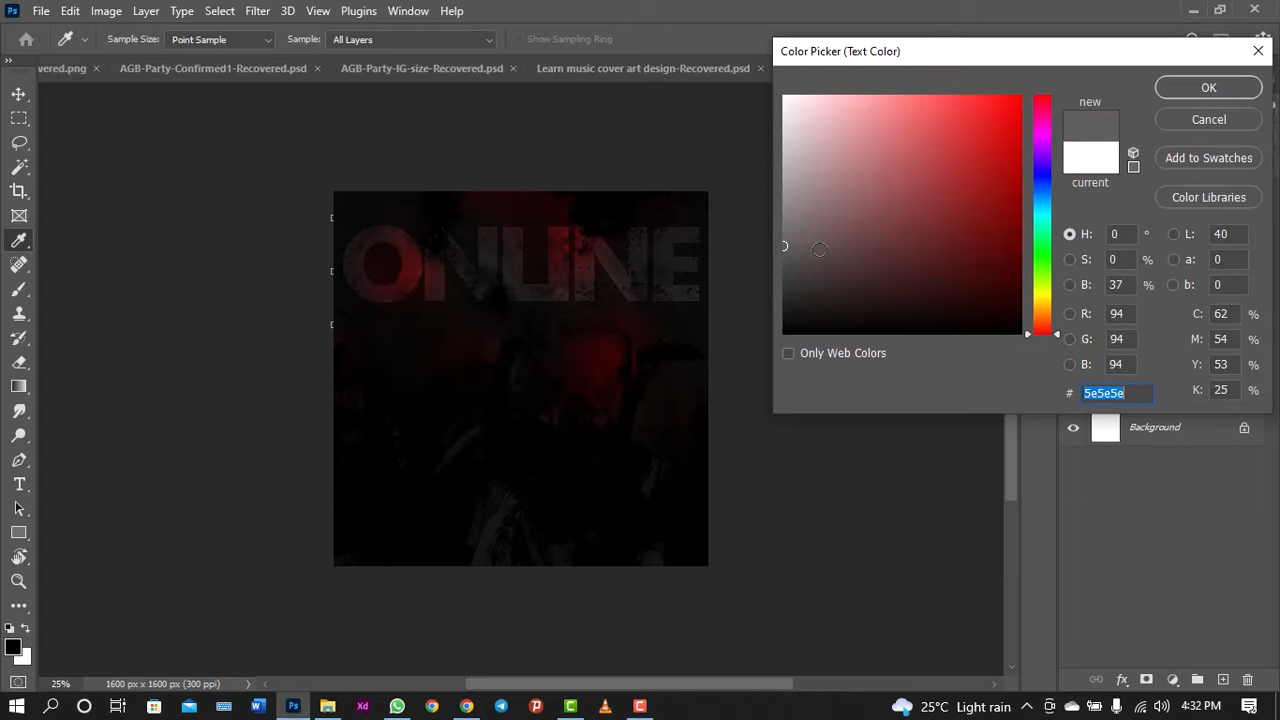 Ps File Edit Image Layer Type Select Filter 3D View Plugins Window Help
Sample Size: Point Sample Sample: All Layers Show Sampling Ring
vered.png × AGB-Party-Confirmed1-Recovered.psd × AGB-Party-IG-size-Recovered.psd × Learn music cover art design-Recovered.psd ×
Color Picker (Text Color)
new
current
OK
Cancel
Add to Swatches
Color Libraries
H: 0 ° L: 40
S: 0 % a: 0
B: 37 % b: 0
R: 94 C: 62 %
G: 94 M: 54 %
B: 94 Y: 53 %
# 5e5e5e K: 25 %
Only Web Colors
ONLINE
Background
25% 1600 px x 1600 px (300 ppi)
fx
Ps Xd
25°C Light rain 4:32 PM